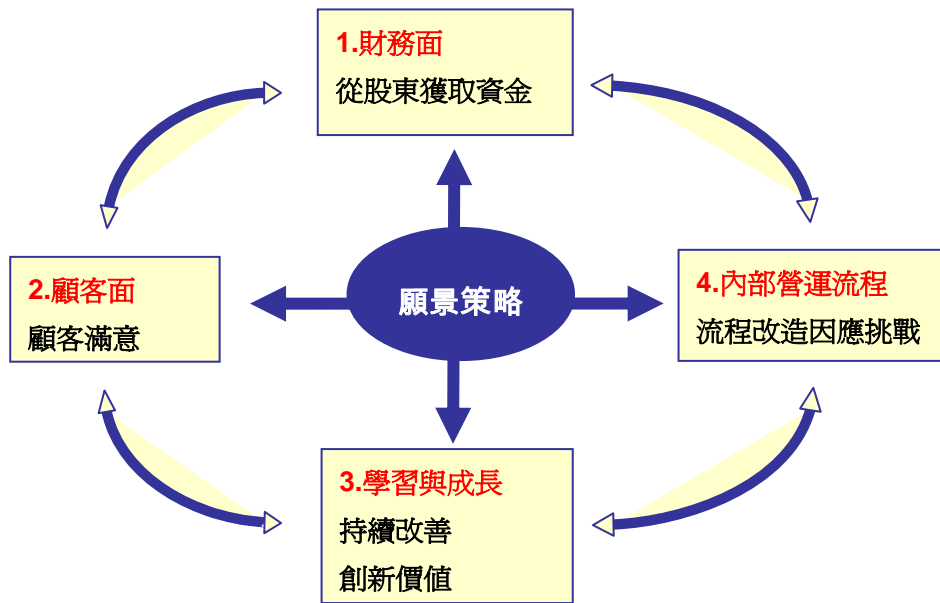 1.財務面
從股東獲取資金
2.顧客面
顧客滿意
願景策略
4.內部營運流程
流程改造因應挑戰
3.學習與成長
持續改善
創新價值